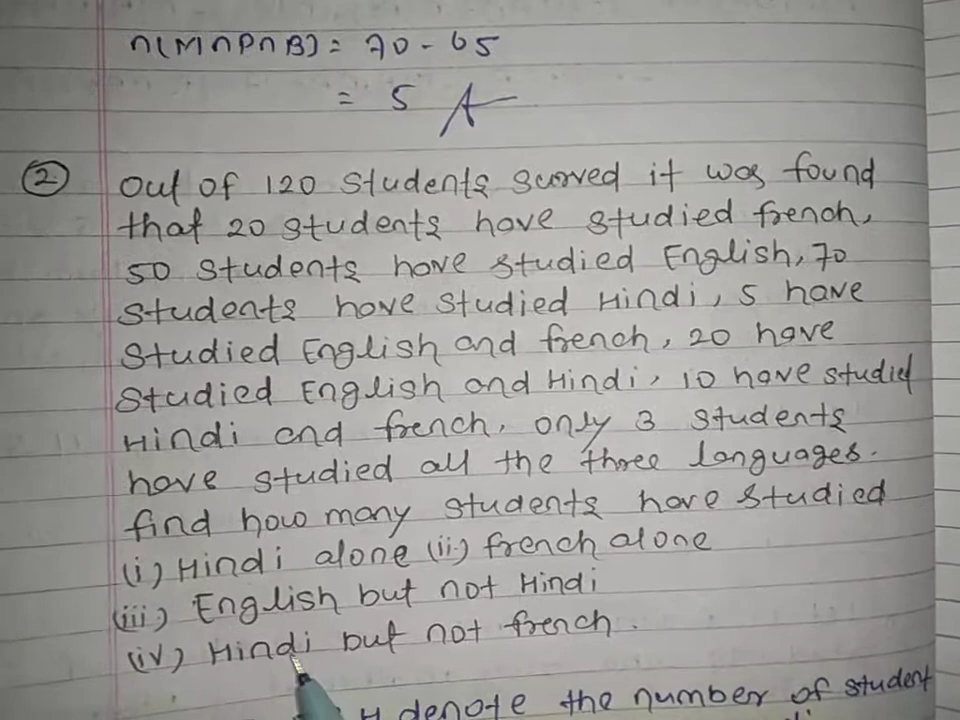 n(M∩P∩B) = 70 - 65
= 5 A
② Out of 120 students surved it was found
that 20 students have studied french,
50 students have studied English, 70
students have studied Hindi, 5 have
studied English and french, 20 have
studied English and Hindi, 10 have studied
Hindi and french, only 3 students
have studied all the three languages.
find how many students have studied
(i) Hindi alone (ii) french alone
(iii) English but not Hindi
(iv) Hindi but not french.
H denote the number of student